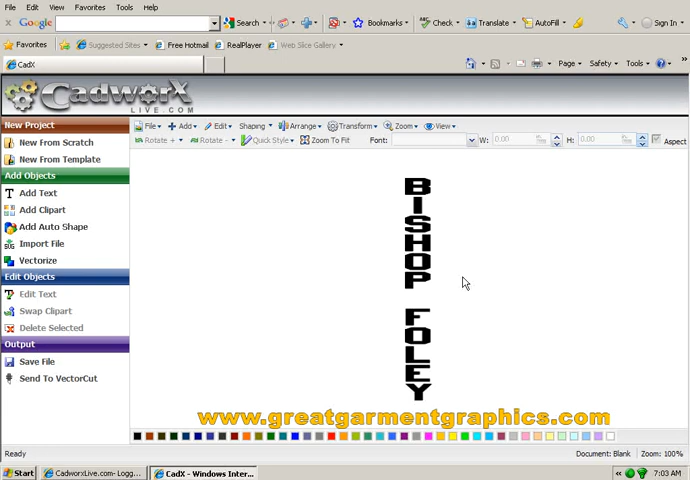 File Edit View Favorites Tools Help
Google Search Bookmarks Check Translate AutoFill Sign In
Favorites Suggested Sites Free Hotmail RealPlayer Web Slice Gallery
CadX Page Safety Tools
CadworX
LIVE.COM
New Project File Add Edit Shaping Arrange Transform Zoom View
New From Scratch Rotate + Rotate - Quick Style Zoom To Fit Font: W: 0.00 H: 0.00 Aspect
New From Template
Add Objects
Add Text
Add Clipart
Add Auto Shape
Import File
Vectorize
Edit Objects
Edit Text
Swap Clipart
Delete Selected
Output
Save File
Send To VectorCut
B
I
S
H
O
P
F
O
L
E
Y
www.greatgarmentgraphics.com
Ready Document: Blank Zoom: 100%
Start CadworxLive.com- Logg... CadX - Windows Inter... 7:03 AM